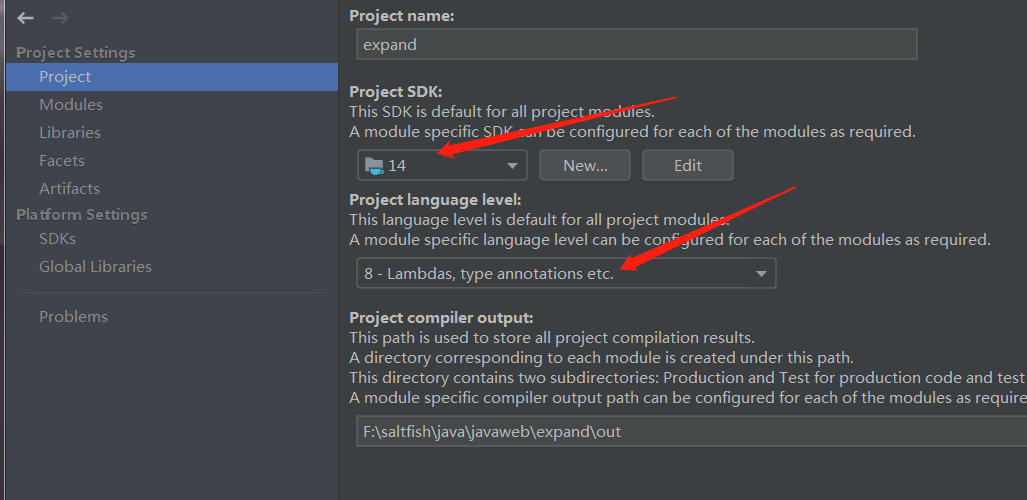 Project name:
expand
Project Settings
Project
Modules
Libraries
Facets
Artifacts
Platform Settings
SDKs
Global Libraries
Problems
Project SDK:
This SDK is default for all project modules.
A module specific SDK can be configured for each of the modules as required.
14
New...
Edit
Project language level:
This language level is default for all project modules.
A module specific language level can be configured for each of the modules as required.
8 - Lambdas, type annotations etc.
Project compiler output:
This path is used to store all project compilation results.
A directory corresponding to each module is created under this path.
This directory contains two subdirectories: Production and Test for production code and test
A module specific compiler output path can be configured for each of the modules as require
F:\saltfish\java\javaweb\expand\out